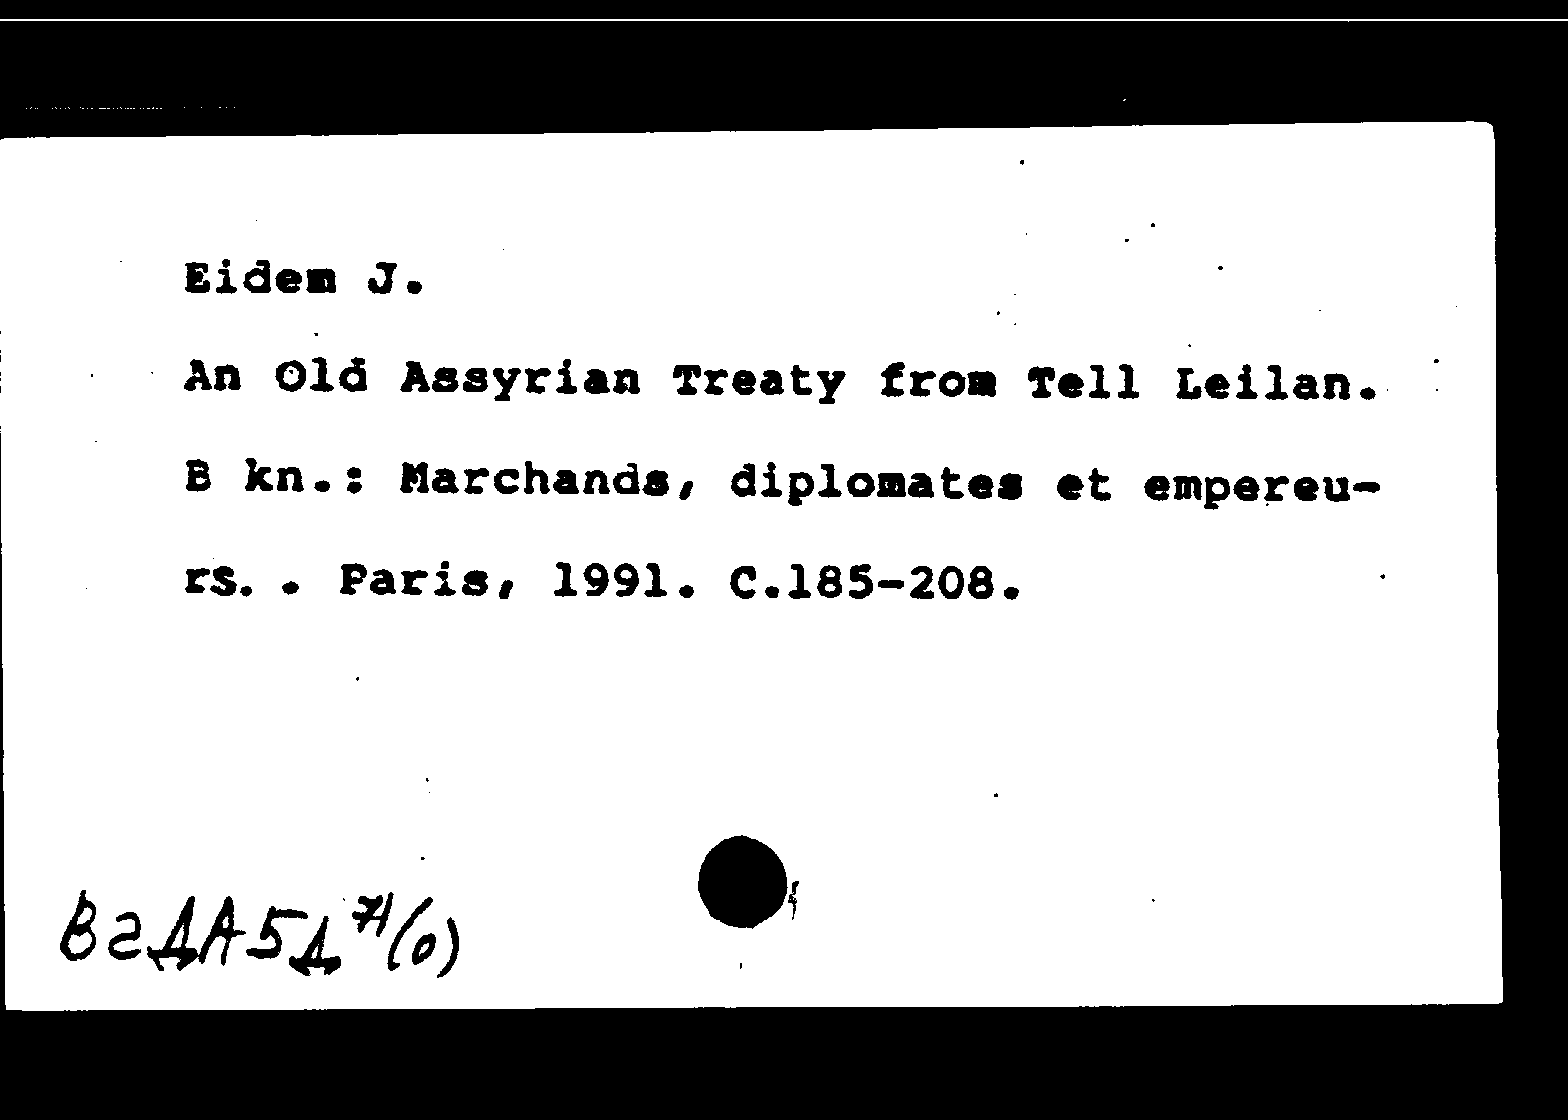 Eidem J.
An Old Assyrian Treaty from Tell Leilan.
B kn.: Marchands, diplomates et empereu-
rs. . Paris, 1991. C.185-208.